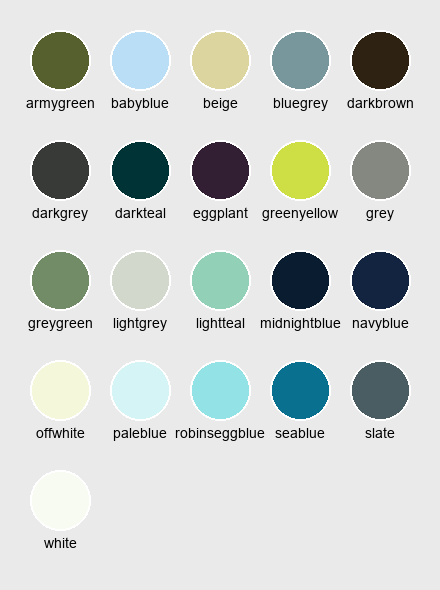 armygreen babyblue beige bluegrey darkbrown
darkgrey darkteal eggplant greenyellow grey
greygreen lightgrey lightteal midnightblue navyblue
offwhite paleblue robinseggblue seablue slate
white